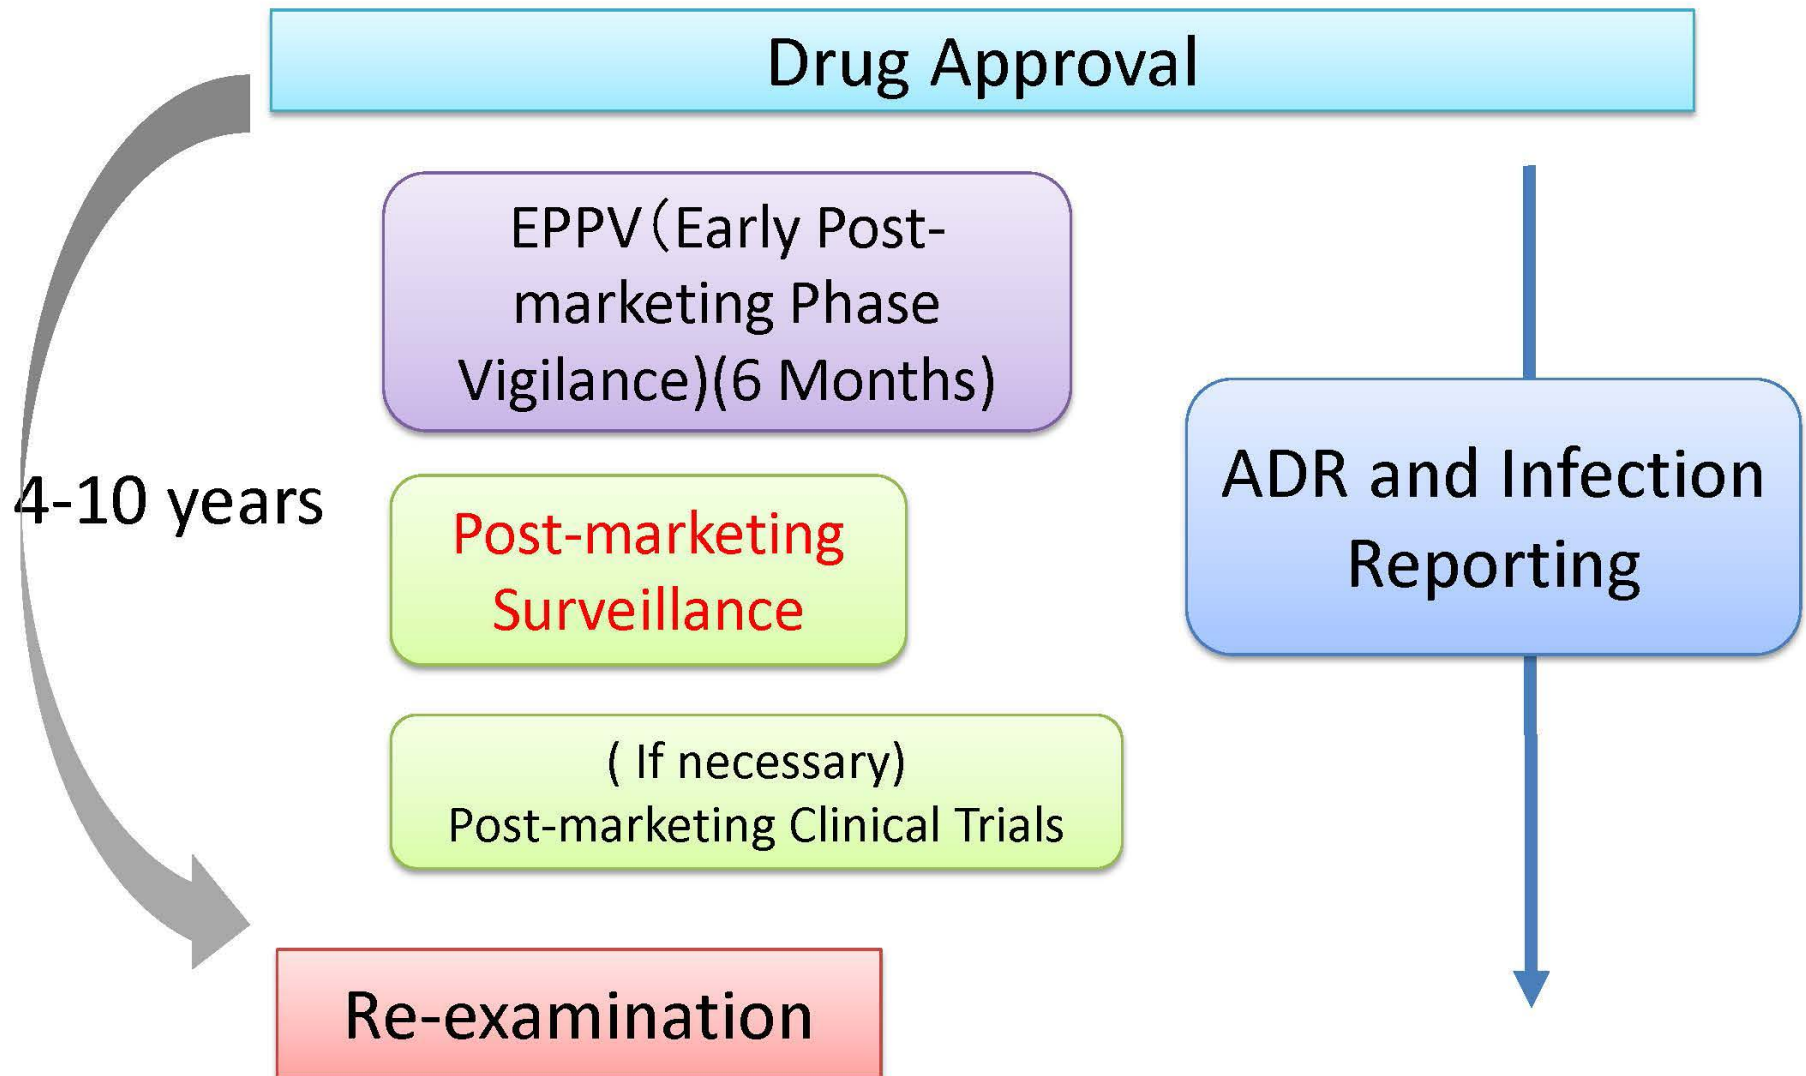 Drug Approval
EPPV（Early Post-
marketing Phase
Vigilance)(6 Months)
4-10 years
Post-marketing
Surveillance
ADR and Infection
Reporting
( If necessary)
Post-marketing Clinical Trials
Re-examination